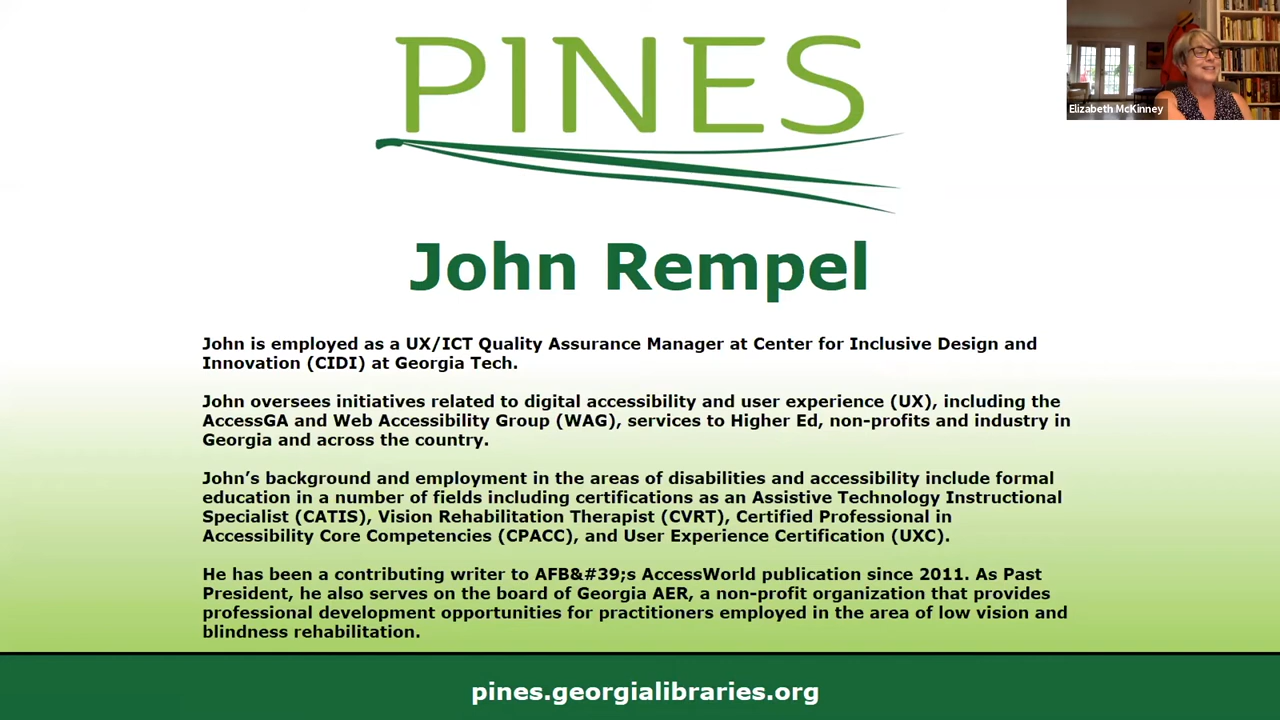 PINES
Elizabeth McKinney
John Rempel
John is employed as a UX/ICT Quality Assurance Manager at Center for Inclusive Design and
Innovation (CIDI) at Georgia Tech.
John oversees initiatives related to digital accessibility and user experience (UX), including the
AccessGA and Web Accessibility Group (WAG), services to Higher Ed, non-profits and industry in
Georgia and across the country.
John’s background and employment in the areas of disabilities and accessibility include formal
education in a number of fields including certifications as an Assistive Technology Instructional
Specialist (CATIS), Vision Rehabilitation Therapist (CVRT), Certified Professional in
Accessibility Core Competencies (CPACC), and User Experience Certification (UXC).
He has been a contributing writer to AFB&#39;s AccessWorld publication since 2011. As Past
President, he also serves on the board of Georgia AER, a non-profit organization that provides
professional development opportunities for practitioners employed in the area of low vision and
blindness rehabilitation.
pines.georgialibraries.org